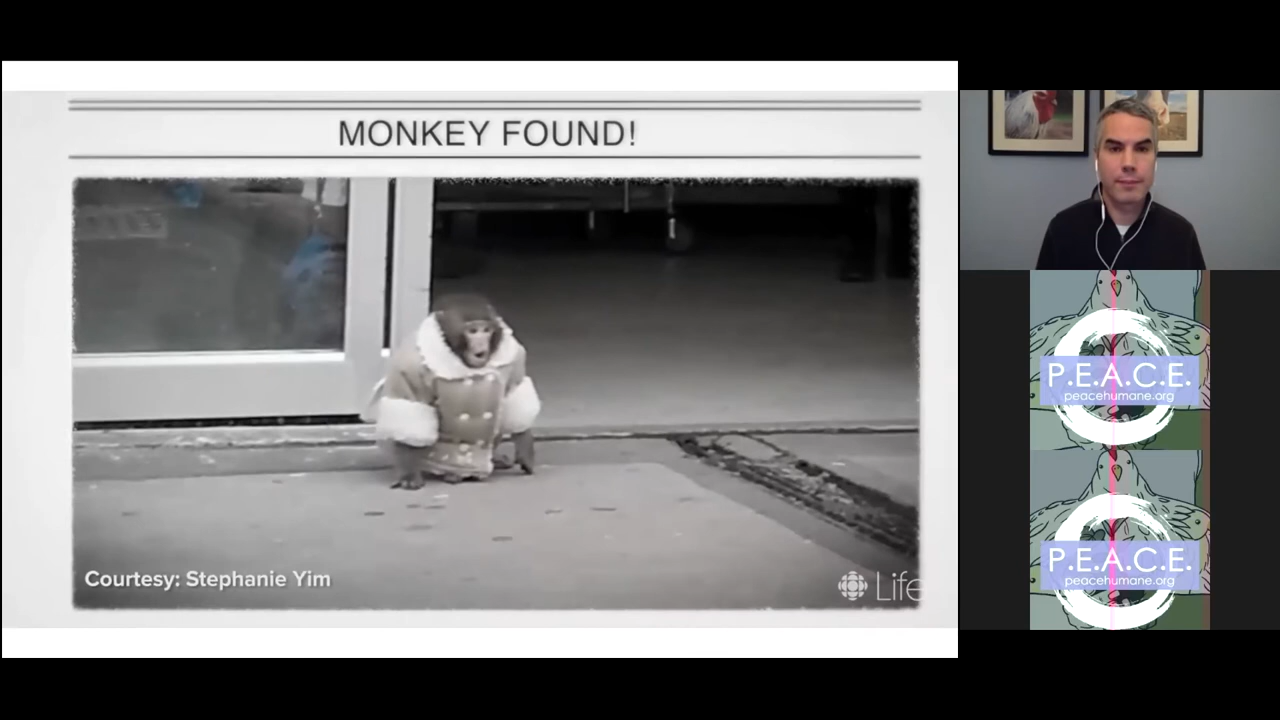 MONKEY FOUND!
Courtesy: Stephanie Yim
Life
P.E.A.C.E.
peacehumane.org
P.E.A.C.E.
peacehumane.org